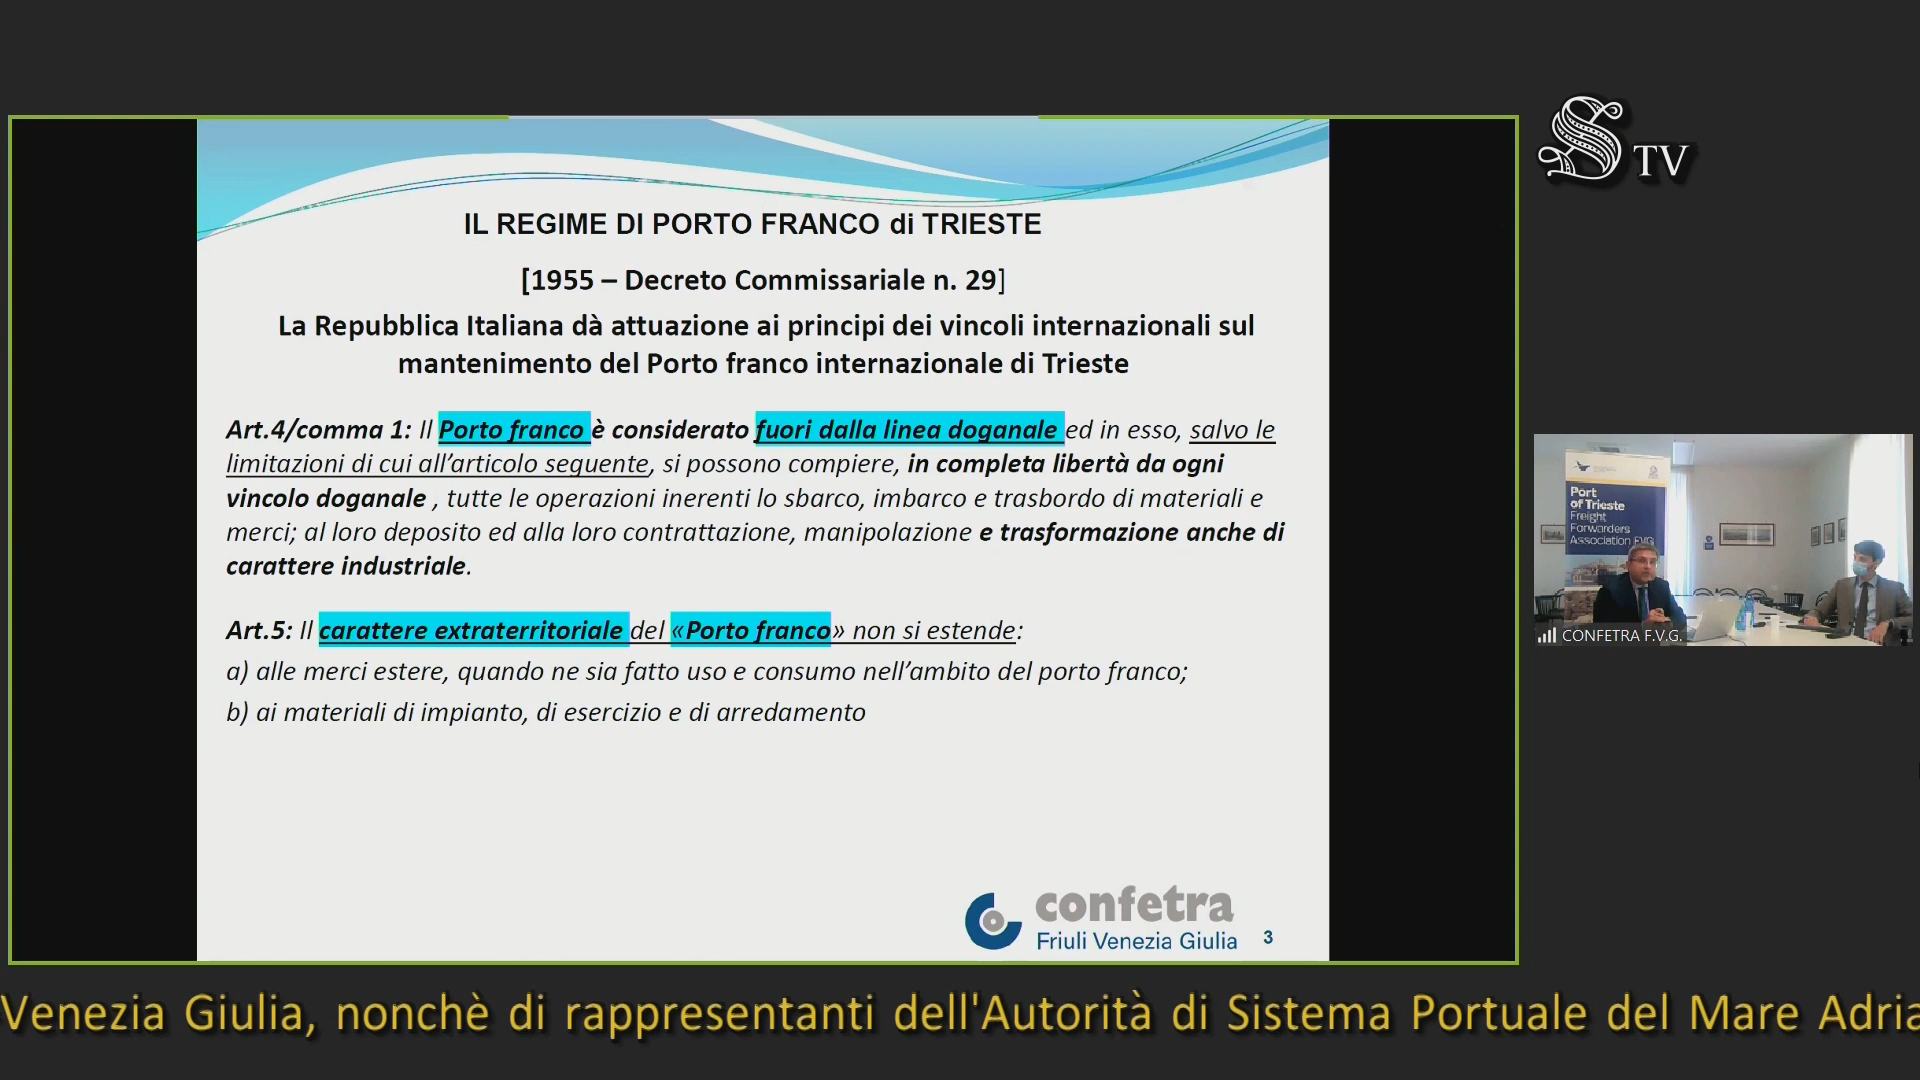 S TV
IL REGIME DI PORTO FRANCO di TRIESTE
[1955 – Decreto Commissariale n. 29]
La Repubblica Italiana dà attuazione ai principi dei vincoli internazionali sul
mantenimento del Porto franco internazionale di Trieste
Art.4/comma 1: Il Porto franco è considerato fuori dalla linea doganale ed in esso, salvo le
limitazioni di cui all’articolo seguente, si possono compiere, in completa libertà da ogni
vincolo doganale , tutte le operazioni inerenti lo sbarco, imbarco e trasbordo di materiali e
merci; al loro deposito ed alla loro contrattazione, manipolazione e trasformazione anche di
carattere industriale.
Art.5: Il carattere extraterritoriale del «Porto franco» non si estende:
a) alle merci estere, quando ne sia fatto uso e consumo nell’ambito del porto franco;
b) ai materiali di impianto, di esercizio e di arredamento
confetra
Friuli Venezia Giulia
3
Port
of Trieste
Freight
Forwarders
Association FVG
CONFETRA F.V.G.
Venezia Giulia, nonchè di rappresentanti dell'Autorità di Sistema Portuale del Mare Adria